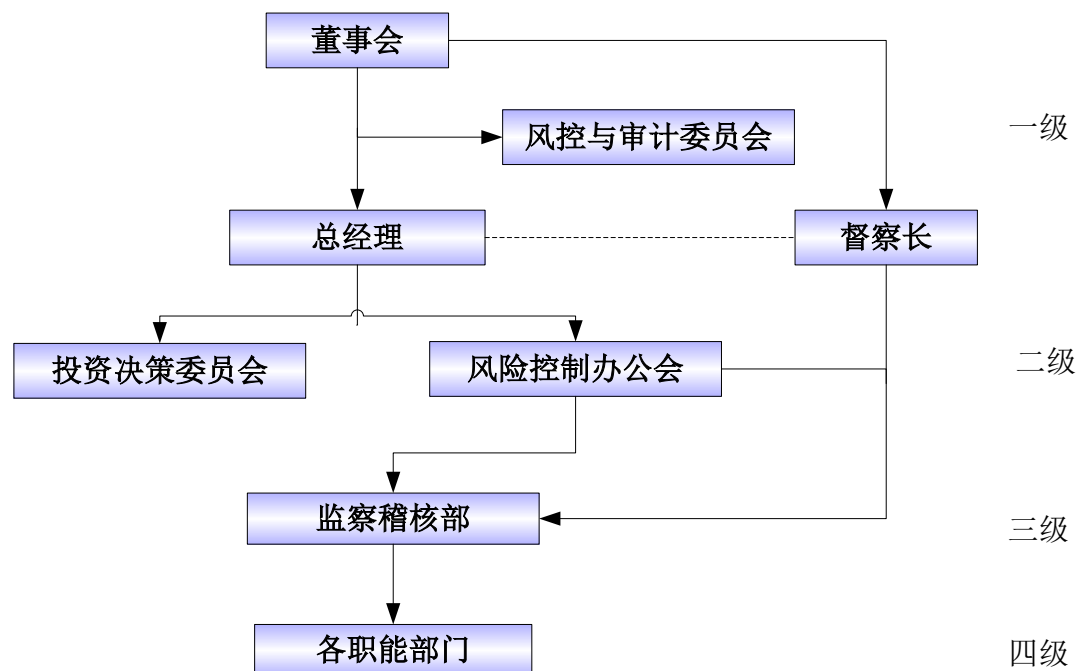 董事会
风控与审计委员会
一级
总经理
督察长
投资决策委员会
风险控制办公会
二级
监察稽核部
三级
各职能部门
四级